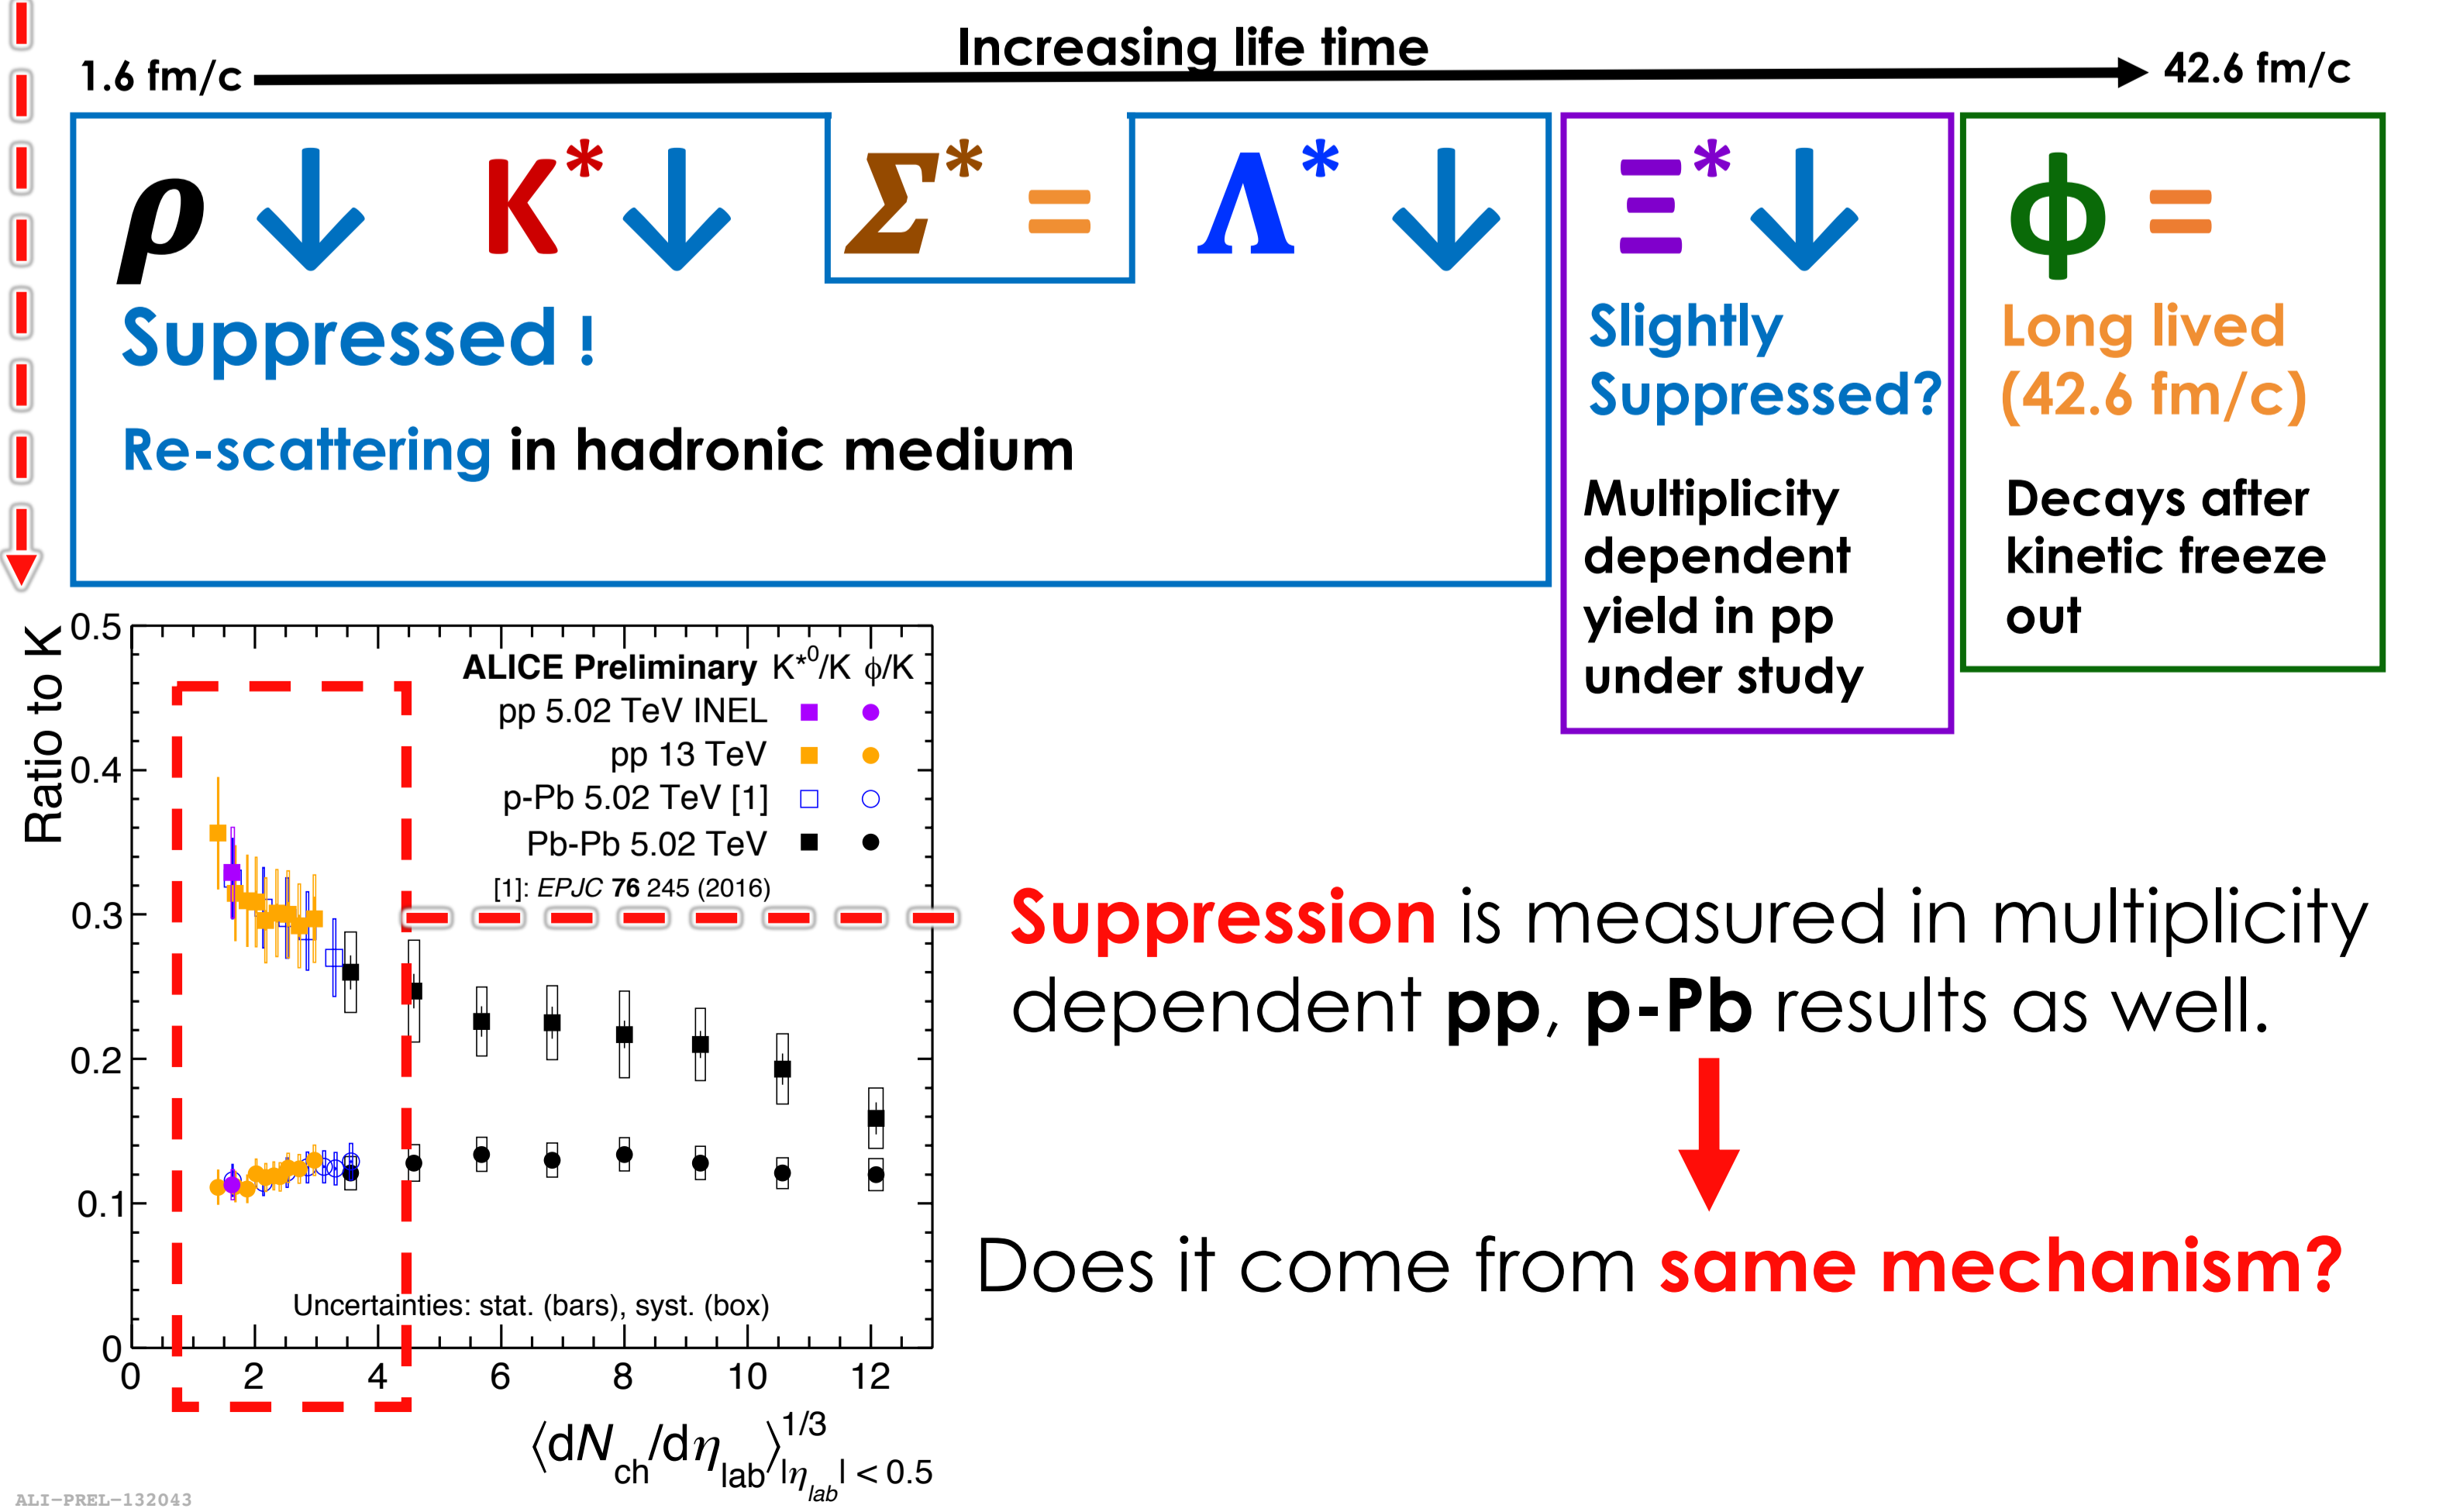 Increasing life time
1.6 fm/c
42.6 fm/c
ρ ↓ K* ↓ Σ* = Λ* ↓ Ξ* ↓ ϕ =
Suppressed !
Re-scattering in hadronic medium
Slightly
Suppressed?
Multiplicity
dependent
yield in pp
under study
Long lived
(42.6 fm/c)
Decays after
kinetic freeze
out
Ratio to K
0.5
0.4
0.3
0.2
0.1
0
ALICE Preliminary K*⁰/K ϕ/K
pp 5.02 TeV INEL
pp 13 TeV
p-Pb 5.02 TeV [1]
Pb-Pb 5.02 TeV
[1]: EPJC 76 245 (2016)
Uncertainties: stat. (bars), syst. (box)
0 2 4 6 8 10 12
⟨dN_ch/dη_lab⟩^1/3 |η_lab| < 0.5
ALI-PREL-132043
Suppression is measured in multiplicity
dependent pp, p-Pb results as well.
Does it come from same mechanism?